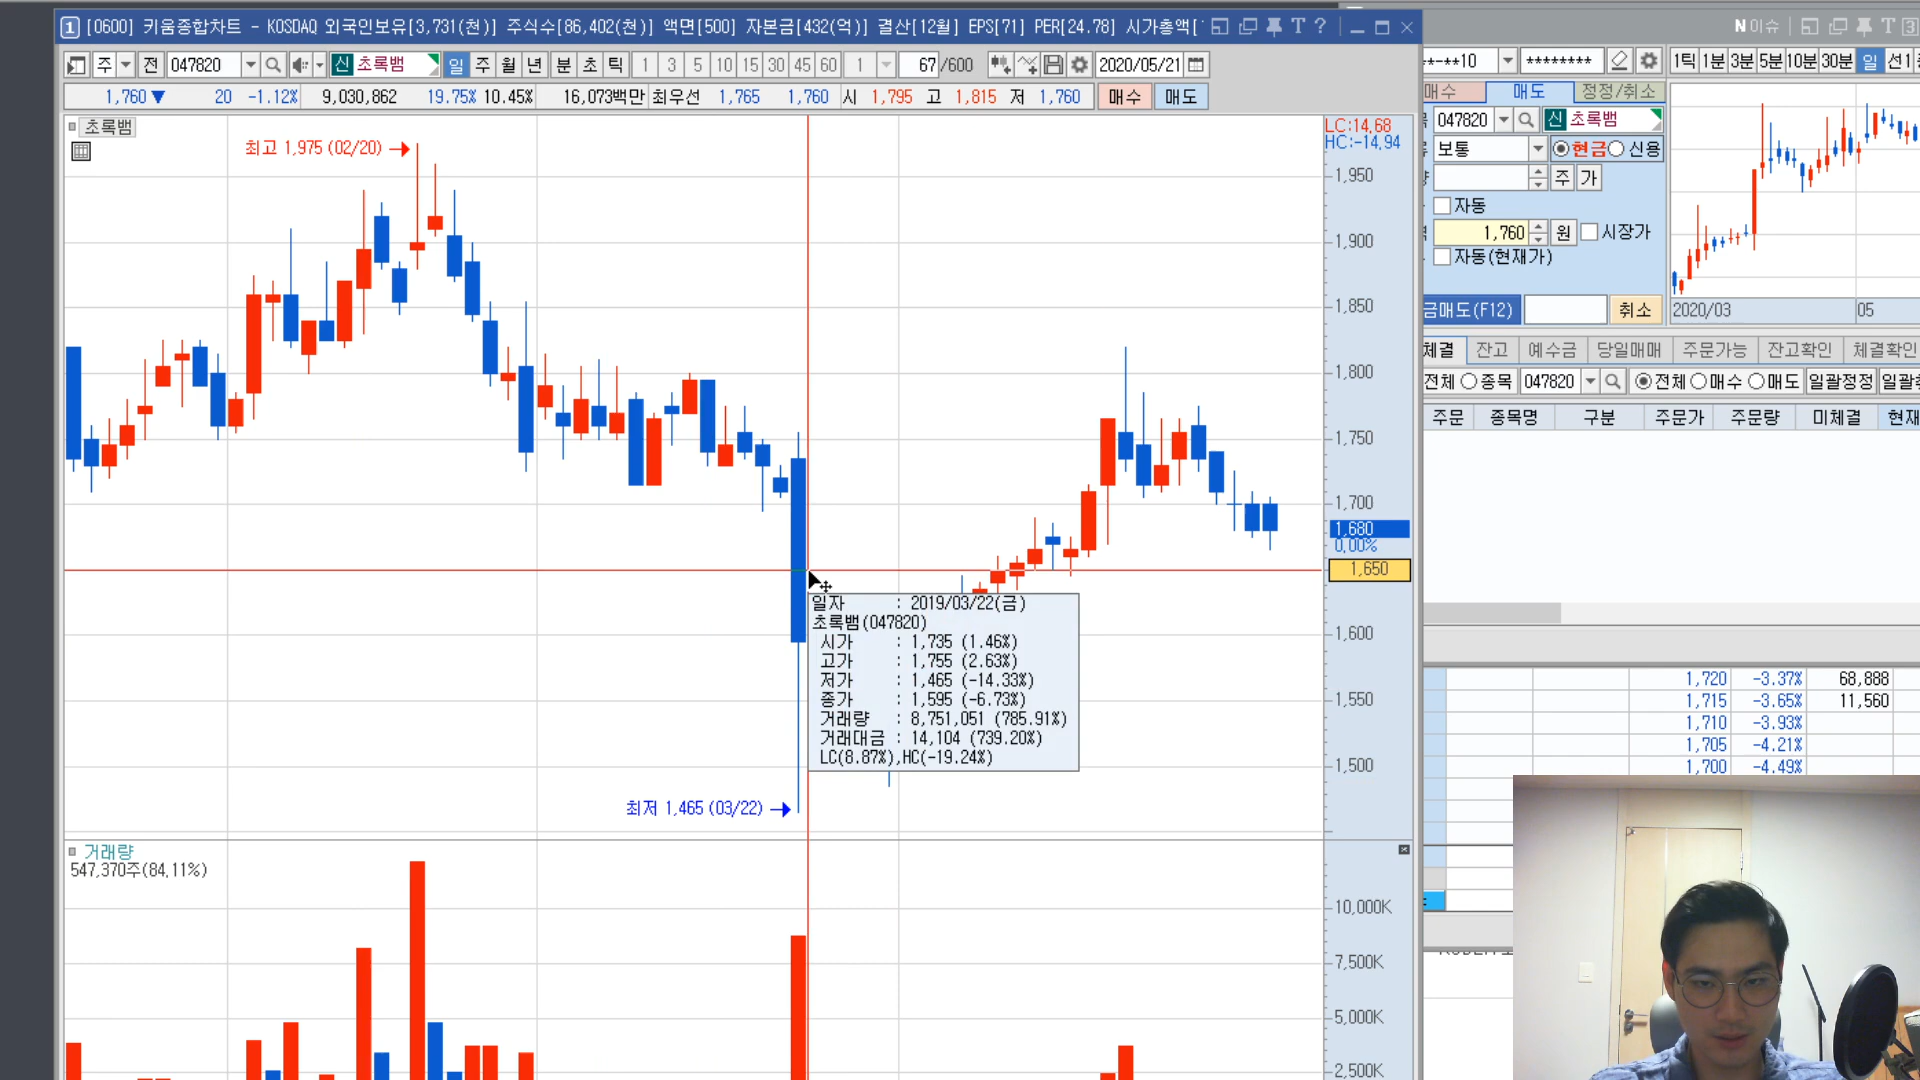 1 [0600] 키움종합차트 - KOSDAQ 외국인보유[3,731(천)] 주식수[86,402(천)] 액면[500] 자본금[432(억)] 결산[12월] EPS[71] PER[24.78] 시가총액[
주 전 047820 신 초록뱀 일 주 월 년 분 초 틱 1 3 5 10 15 30 45 60 1 67 /600 2020/05/21
1,760 ▼ 20 -1.12% 9,030,862 19.75% 10.45% 16,073백만 최우선 1,765 1,760 시 1,795 고 1,815 저 1,760 매수 매도
초록뱀
최고 1,975 (02/20)
LC:14.68
HC:-14.94
1,950
1,900
1,850
1,800
1,750
1,700
1,680
0.00%
1,650
1,600
1,550
1,500
일자 : 2019/03/22(금)
초록뱀(047820)
시가 : 1,735 (1.46%)
고가 : 1,755 (2.63%)
저가 : 1,465 (-14.33%)
종가 : 1,595 (-6.73%)
거래량 : 8,751,051 (785.91%)
거래대금 : 14,104 (739.20%)
LC(8.87%),HC(-19.24%)
최저 1,465 (03/22)
거래량
547,370주(84.11%)
10,000K
7,500K
5,000K
2,500K
N이슈 T 3
-**10 ******** 1틱 1분 3분 5분 10분 30분 일 선1
매수 매도 정정/취소
047820 신 초록뱀
보통 현금 신용
주 가
자동
1,760 원 시장가
자동(현재가)
금매도(F12) 취소
2020/03 05
체결 잔고 예수금 당일매매 주문가능 잔고확인 체결확인
전체 종목 047820 전체 매수 매도 일괄정정
주문 종목명 구분 주문가 주문량 미체결 현재
1,720 -3.37% 68,888
1,715 -3.65% 11,560
1,710 -3.93%
1,705 -4.21%
1,700 -4.49%